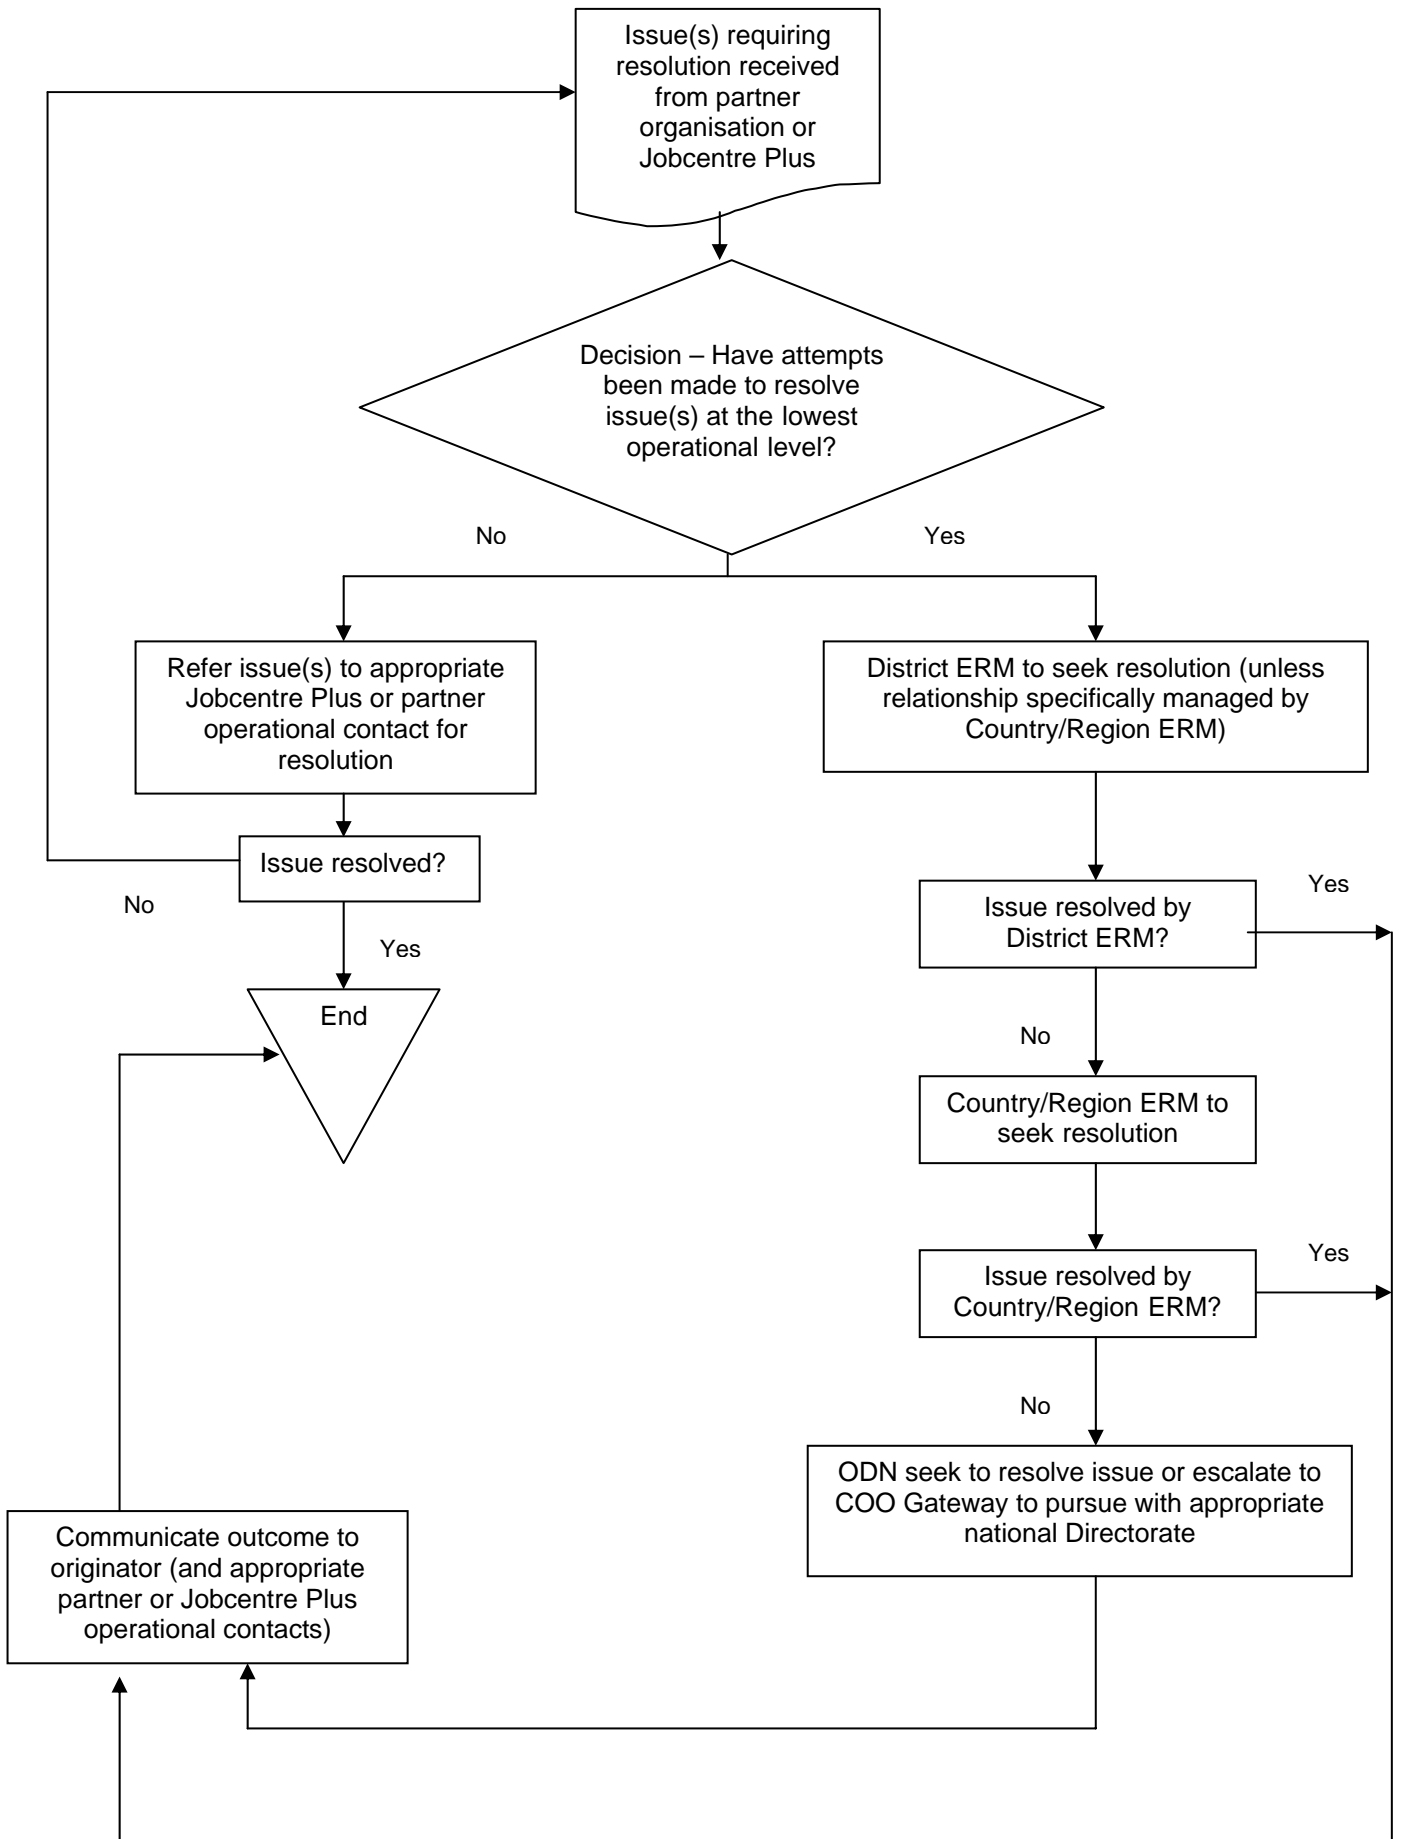 Issue(s) requiring
resolution received
from partner
organisation or
Jobcentre Plus
Decision – Have attempts
been made to resolve
issue(s) at the lowest
operational level?
No
Yes
Refer issue(s) to appropriate
Jobcentre Plus or partner
operational contact for
resolution
District ERM to seek resolution (unless
relationship specifically managed by
Country/Region ERM)
Issue resolved?
No
Yes
End
Issue resolved by
District ERM?
Yes
No
Country/Region ERM to
seek resolution
Issue resolved by
Country/Region ERM?
Yes
No
ODN seek to resolve issue or escalate to
COO Gateway to pursue with appropriate
national Directorate
Communicate outcome to
originator (and appropriate
partner or Jobcentre Plus
operational contacts)